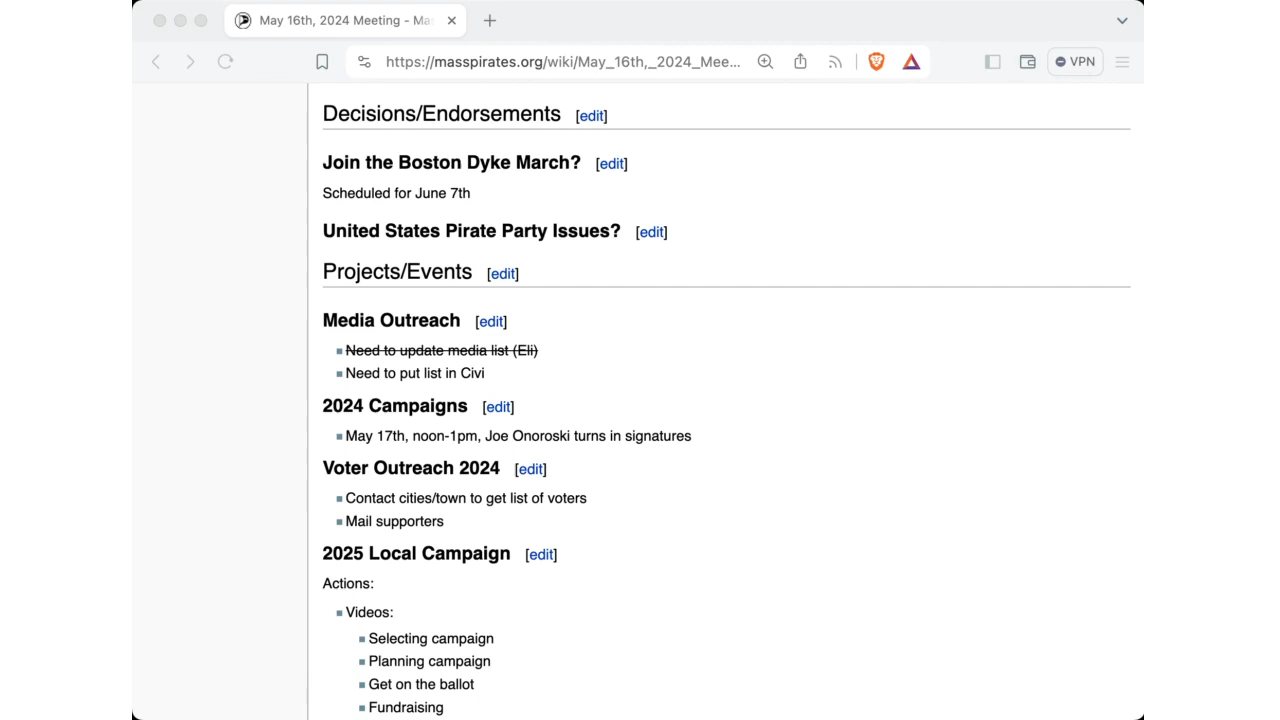 May 16th, 2024 Meeting - Mas
https://masspirates.org/wiki/May_16th,_2024_Mee...
VPN
Decisions/Endorsements [edit]
Join the Boston Dyke March? [edit]
Scheduled for June 7th
United States Pirate Party Issues? [edit]
Projects/Events [edit]
Media Outreach [edit]
Need to update media list (Eli)
Need to put list in Civi
2024 Campaigns [edit]
May 17th, noon-1pm, Joe Onoroski turns in signatures
Voter Outreach 2024 [edit]
Contact cities/town to get list of voters
Mail supporters
2025 Local Campaign [edit]
Actions:
Videos:
Selecting campaign
Planning campaign
Get on the ballot
Fundraising